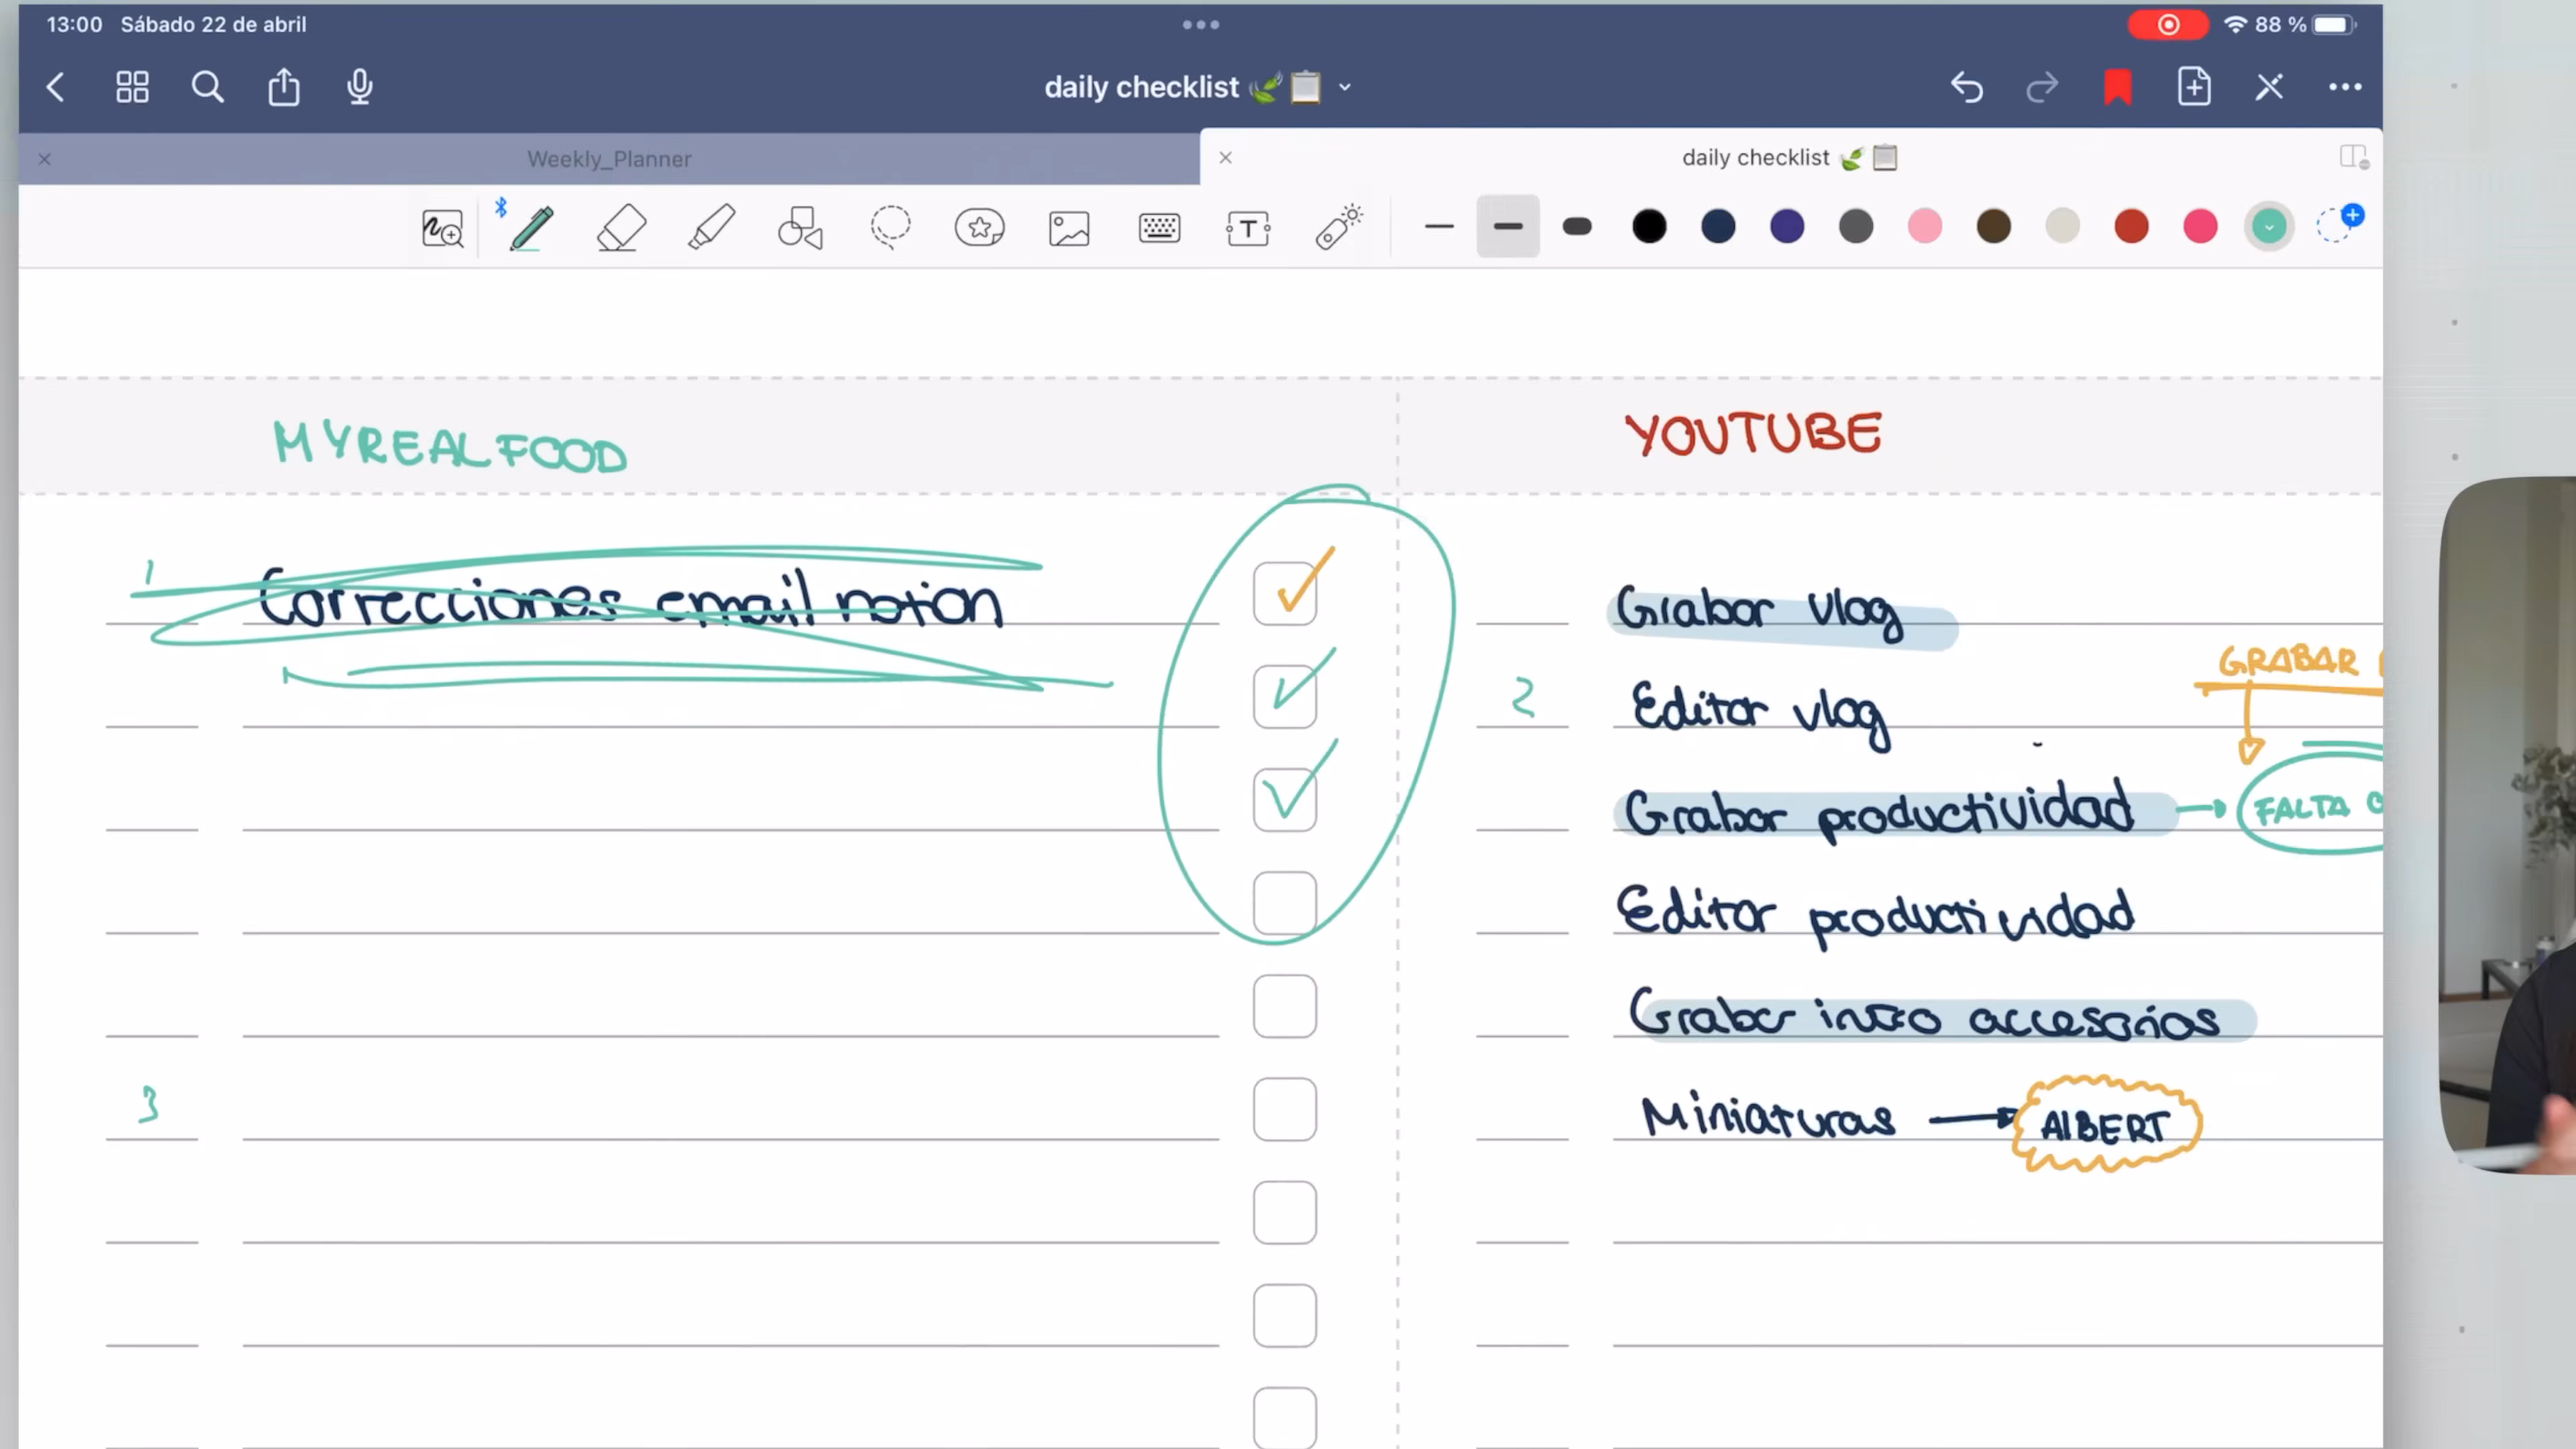 13:00 Sábado 22 de abril
88 %
daily checklist 🌿📋
Weekly_Planner
daily checklist 🌿📋
T
MYREALFOOD
YOUTUBE
1
Correcciones email notion
Grabar vlog
GRABAR
2
Editar vlog
Grabar productividad
FALTA
Editar productividad
Grabar intro accesorios
3
Miniaturas → AlBERT